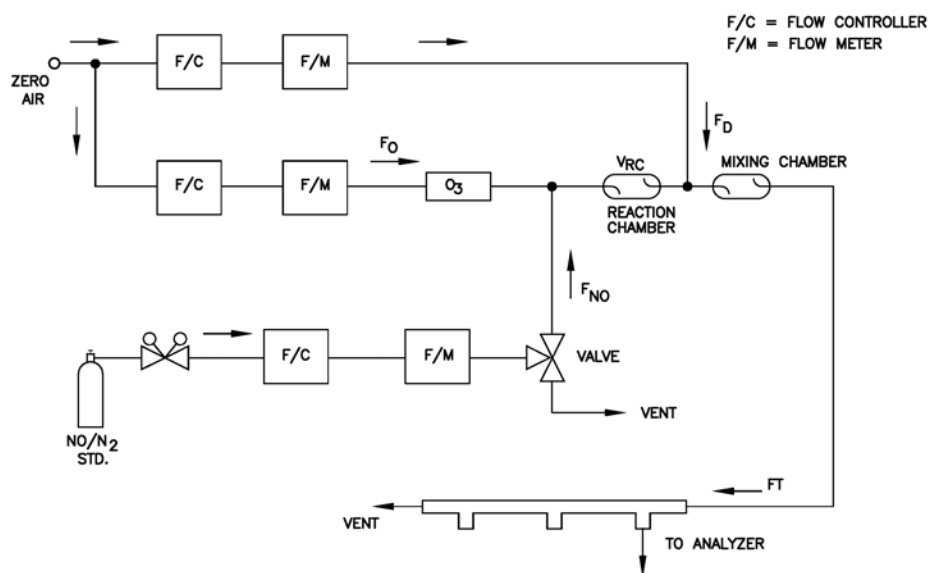 F/C = FLOW CONTROLLER
F/M = FLOW METER
F/C
F/M
ZERO
AIR
FD
FO
VRC
MIXING CHAMBER
F/C
F/M
O3
REACTION
CHAMBER
FNO
F/C
F/M
VALVE
VENT
NO/N2
STD.
FT
VENT
TO ANALYZER